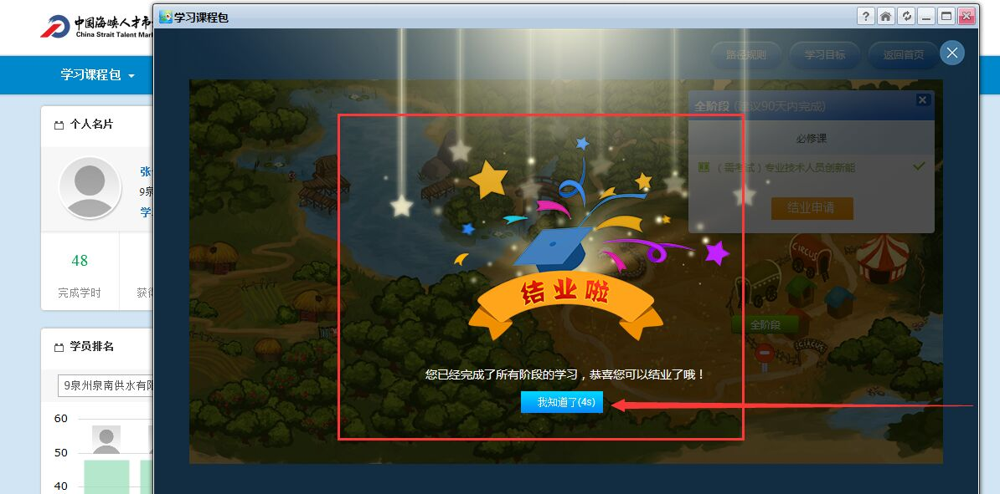 中国海峡人才市
China Strait Talent Mark
学习课程包
学习课程包
?
路径规则
学习目标
返回首页
个人名片
张
9泉
学
48
完成学时
获得
学员排名
9泉州泉南供水有限
60
50
40
全阶段 (建议90天内完成)
必修课
(需考试) 专业技术人员创新能
结业申请
CIRCUS
全阶段
CIRCUS
结业啦
您已经完成了所有阶段的学习，恭喜您可以结业了哦！
我知道了(4s)